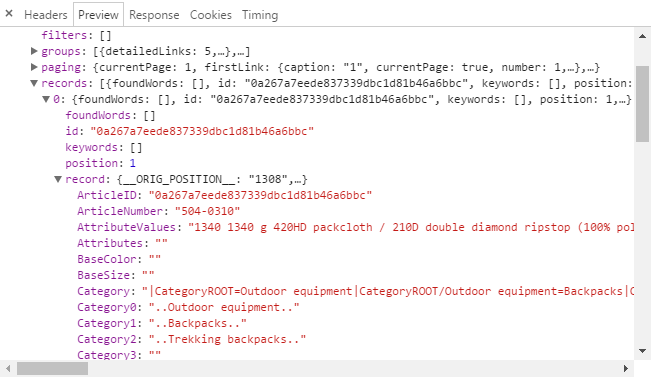 × Headers Preview Response Cookies Timing
filters: []
▶ groups: [{detailedLinks: 5,…},…]
▶ paging: {currentPage: 1, firstLink: {caption: "1", currentPage: true, number: 1,…},…}
▼ records: [{foundWords: [], id: "0a267a7eede837339dbc1d81b46a6bbc", keywords: [], position:
▼ 0: {foundWords: [], id: "0a267a7eede837339dbc1d81b46a6bbc", keywords: [], position: 1,…}
foundWords: []
id: "0a267a7eede837339dbc1d81b46a6bbc"
keywords: []
position: 1
▼ record: {__ORIG_POSITION__: "1308",…}
ArticleID: "0a267a7eede837339dbc1d81b46a6bbc"
ArticleNumber: "504-0310"
AttributeValues: "1340 1340 g 420HD packcloth / 210D double diamond ripstop (100% pol
Attributes: ""
BaseColor: ""
BaseSize: ""
Category: "|CategoryROOT=Outdoor equipment|CategoryROOT/Outdoor equipment=Backpacks|C
Category0: "..Outdoor equipment.."
Category1: "..Backpacks.."
Category2: "..Trekking backpacks.."
Category3: ""